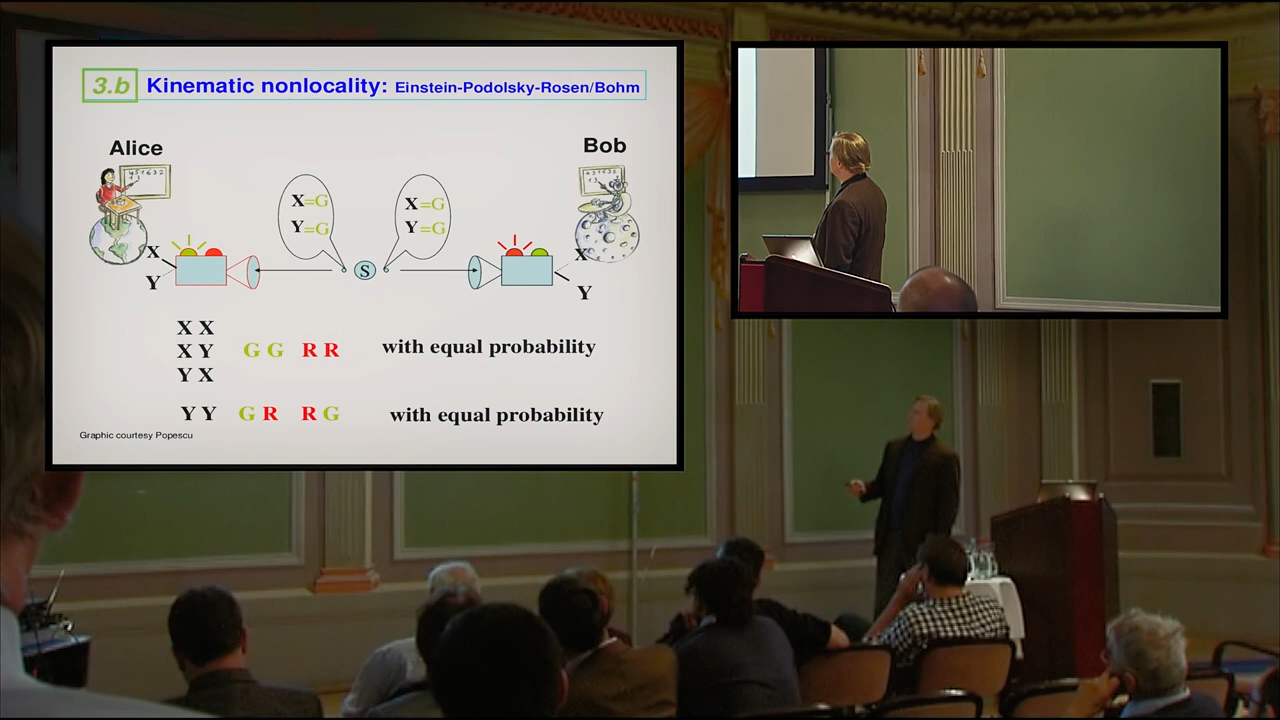 3.b Kinematic nonlocality: Einstein-Podolsky-Rosen/Bohm
Alice
Bob
X=G
Y=G
X=G
Y=G
X
Y
S
X
Y
X X
X Y G G R R with equal probability
Y X
Y Y G R R G with equal probability
Graphic courtesy Popescu